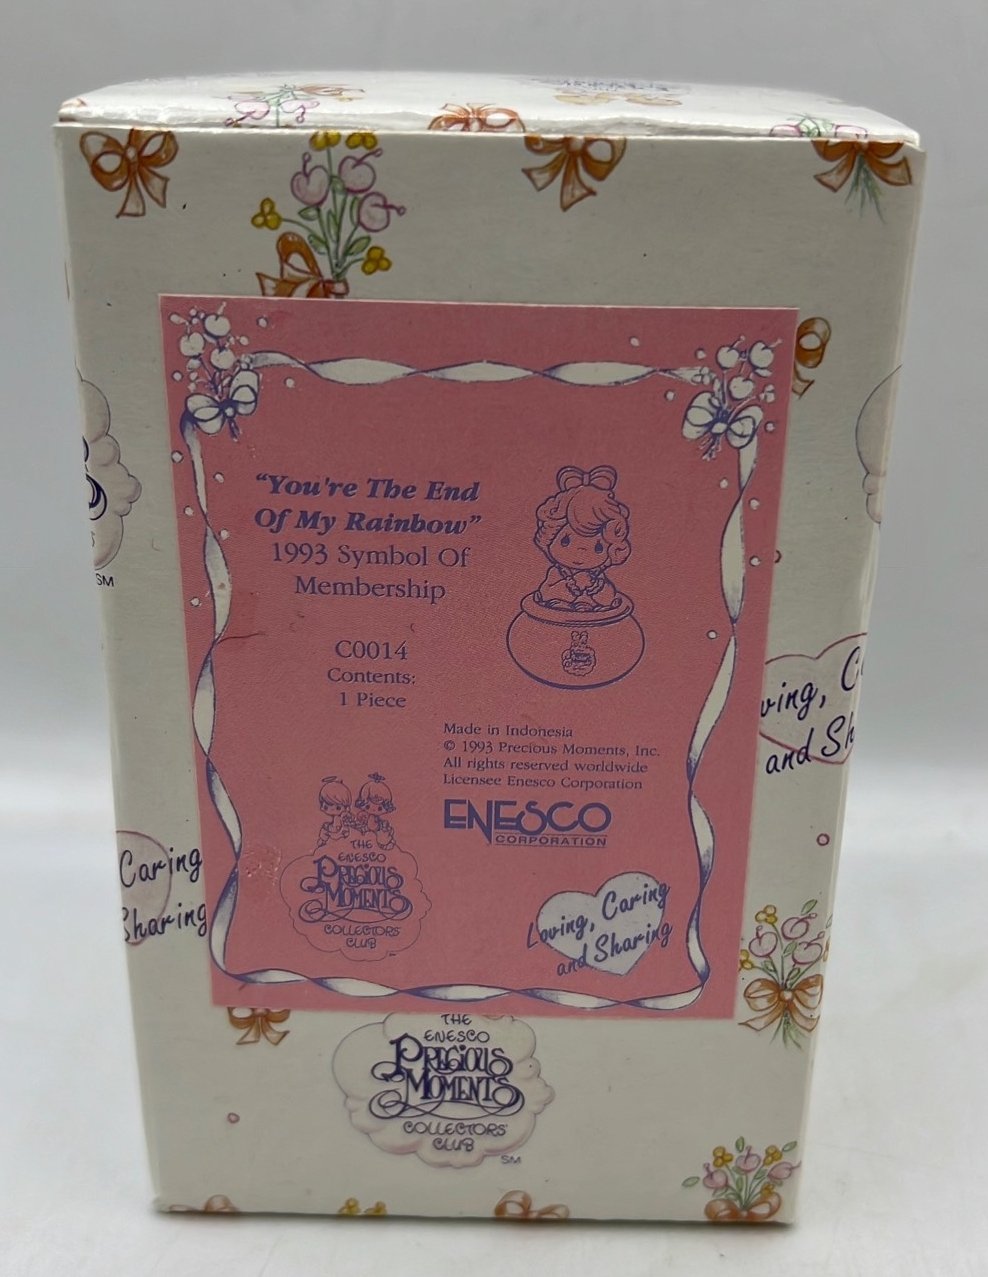 "You're The End
Of My Rainbow"
1993 Symbol Of
Membership
C0014
Contents:
1 Piece
Made in Indonesia
© 1993 Precious Moments, Inc.
All rights reserved worldwide
Licensee Enesco Corporation
ENESCO
CORPORATION
THE
ENESCO
PRECIOUS
MOMENTS
COLLECTORS'
CLUB
Loving, Caring
and Sharing
SM
ving, C
and Sh
Caring
Sharing
THE
ENESCO
PRECIOUS
MOMENTS
COLLECTORS'
CLUB
SM